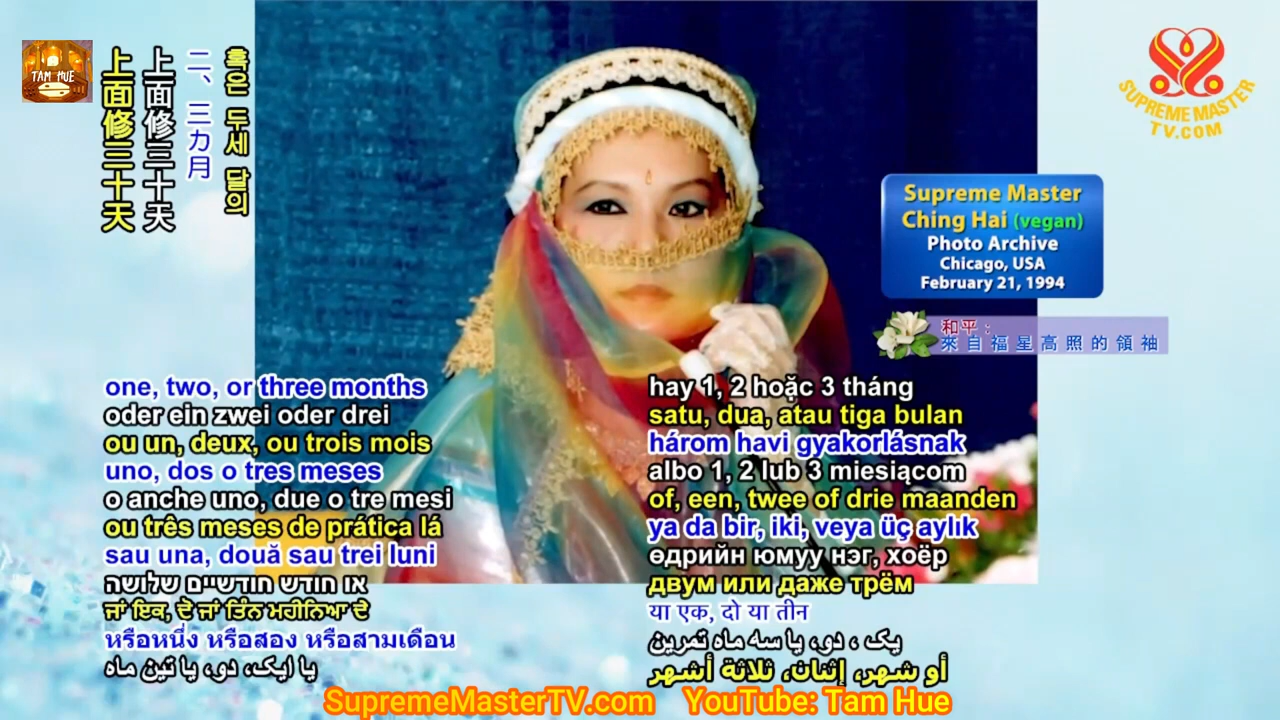 TAM HUE
上面修三十天
上面修三十天
二、三カ月
혹은 두세 달의
SUPREME MASTER
TV.COM
Supreme Master
Ching Hai (vegan)
Photo Archive
Chicago, USA
February 21, 1994
和平：
來自福星高照的領袖
one, two, or three months
oder ein zwei oder drei
ou un, deux, ou trois mois
uno, dos o tres meses
o anche uno, due o tre mesi
ou três meses de prática lá
sau una, două sau trei luni
או חודש חודשיים שלושה
ਜਾਂ ਇਕ, ਦੋ ਜਾਂ ਤਿੰਨ ਮਹੀਨਿਆ ਦੇ
หรือหนึ่ง หรือสอง หรือสามเดือน
یا ایک، دو، یا تین ماہ
hay 1, 2 hoặc 3 tháng
satu, dua, atau tiga bulan
három havi gyakorlásnak
albo 1, 2 lub 3 miesiącom
of, een, twee of drie maanden
ya da bir, iki, veya üç aylık
өдрийн юмуу нэг, хоёр
двум или даже трём
या एक, दो या तीन
یک ، دو، یا سه ماه تمرین
أو شهر، إثنان، ثلاثة أشهر
SupremeMasterTV.com YouTube: Tam Hue